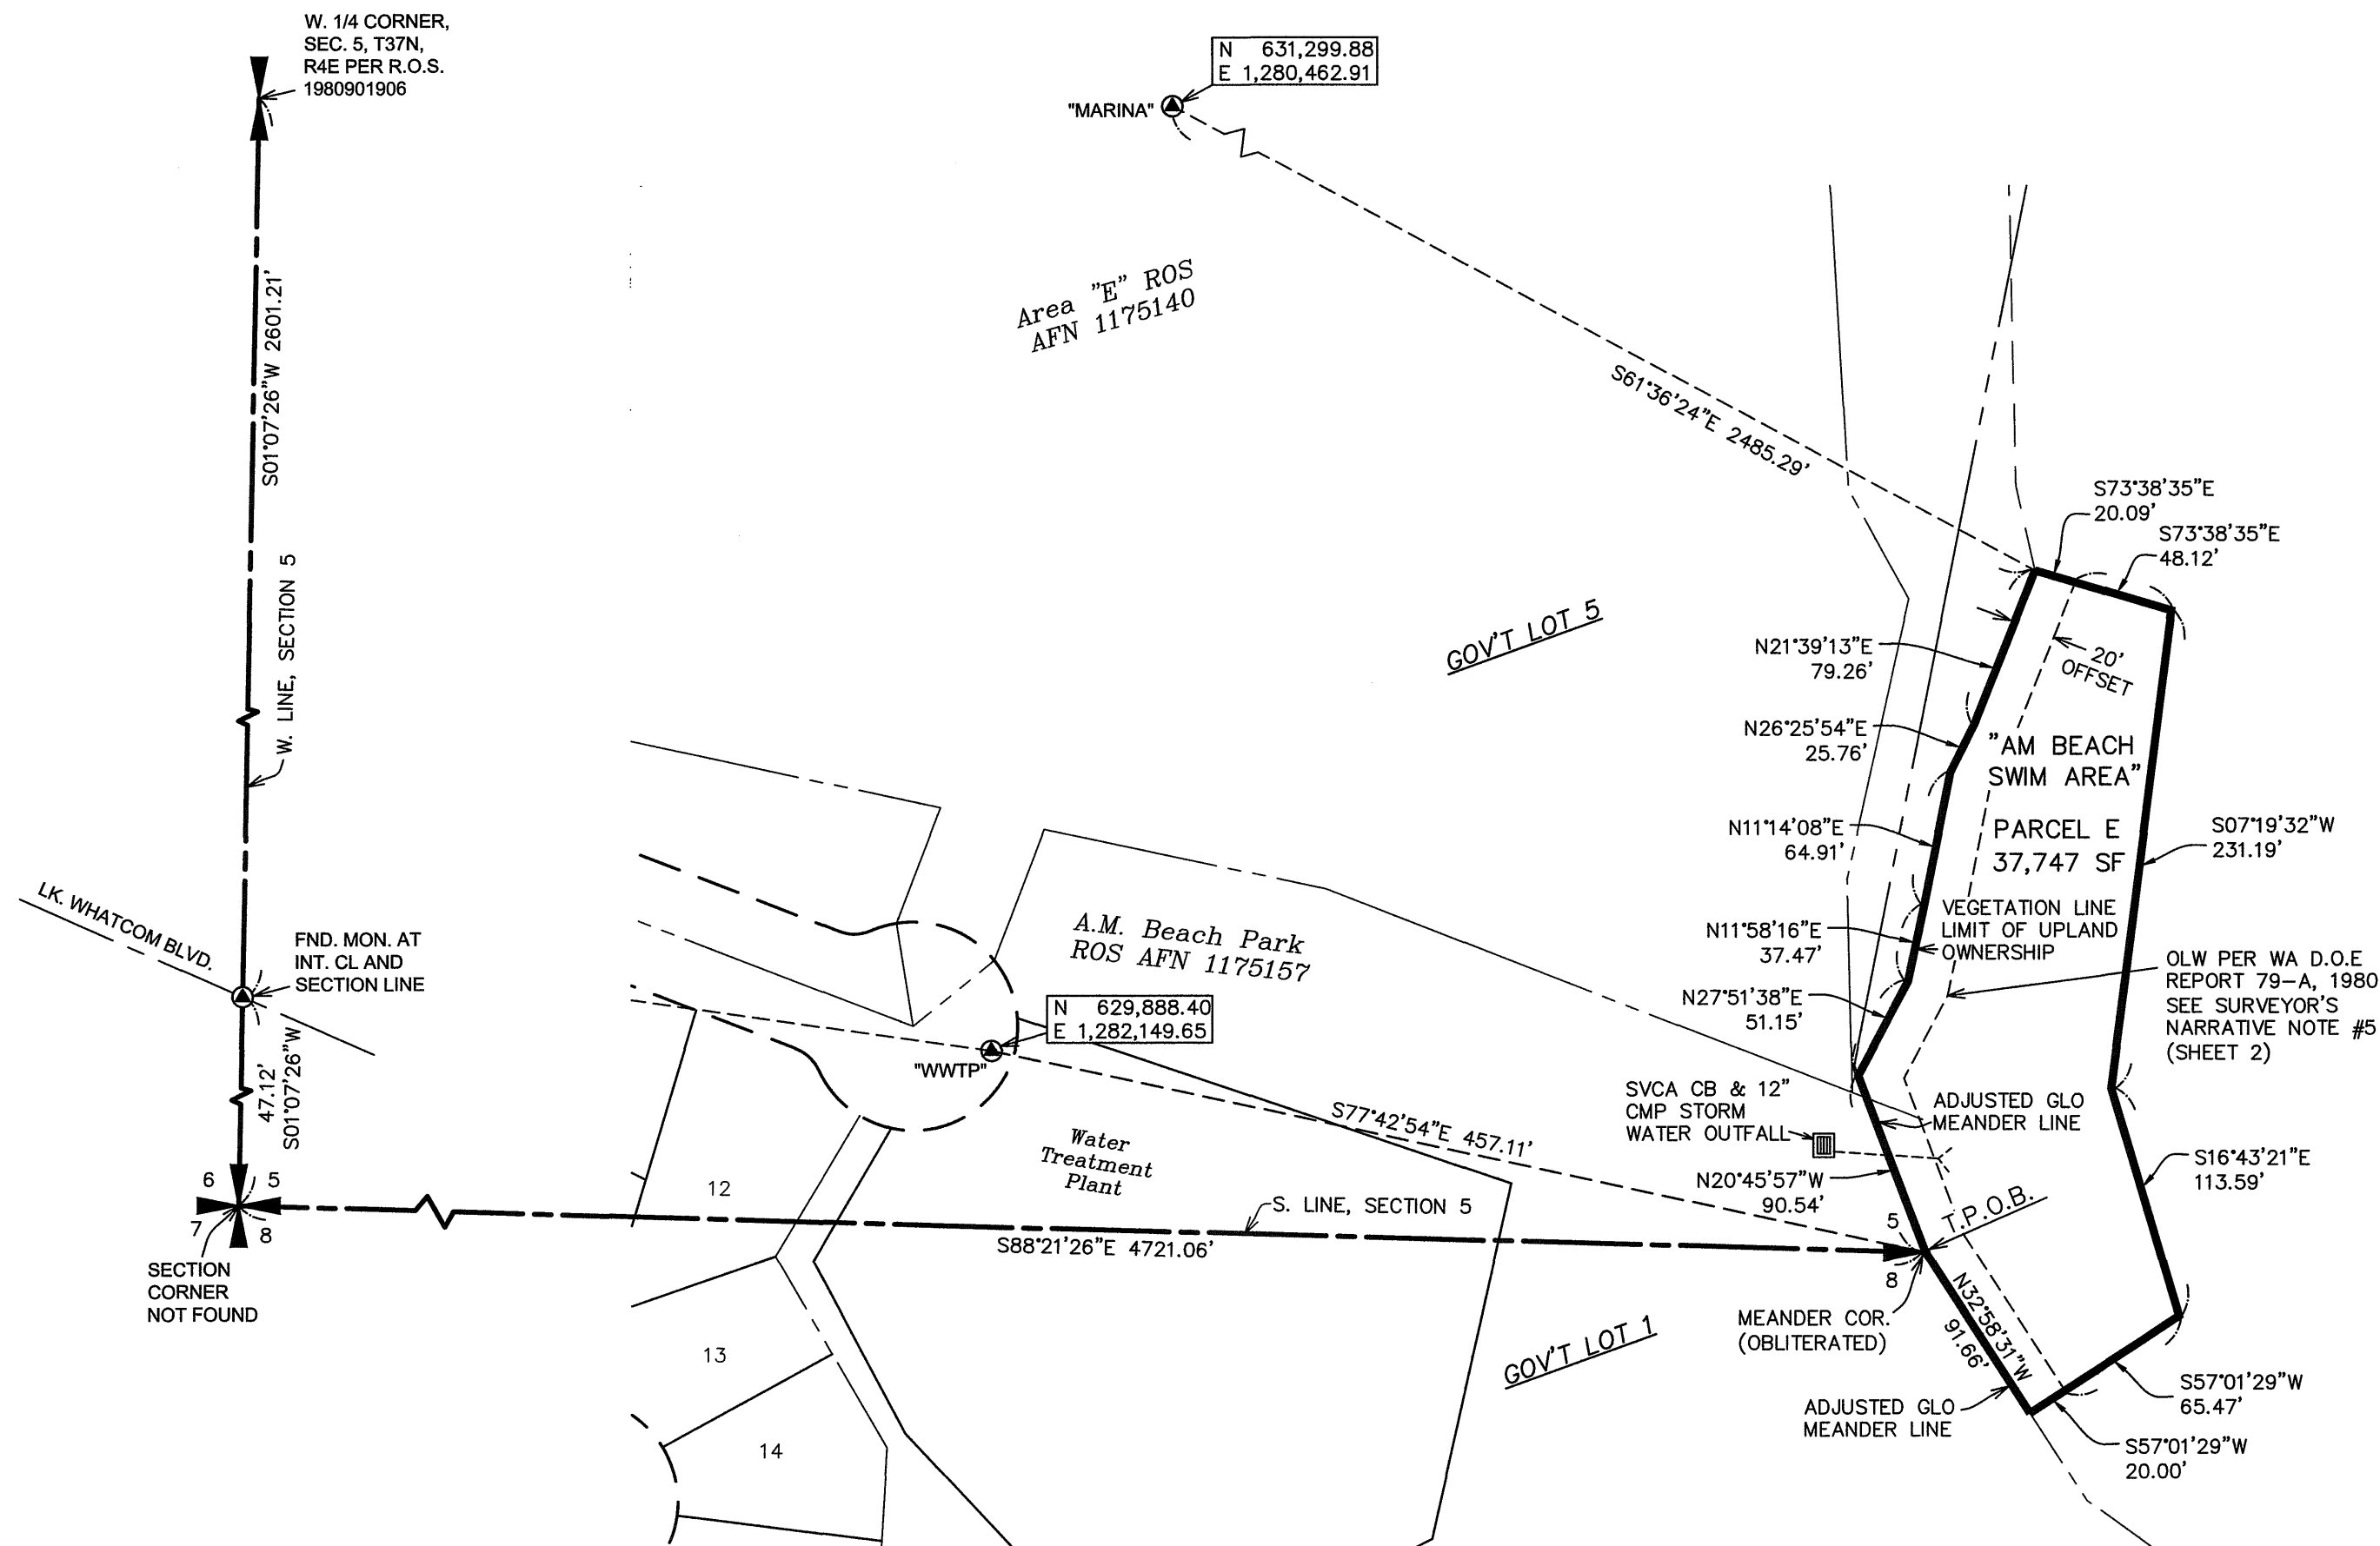 W. 1/4 CORNER,
SEC. 5, T37N,
R4E PER R.O.S.
1980901906
S01°07'26"W 2601.21'
W. LINE, SECTION 5
LK. WHATCOM BLVD.
FND. MON. AT
INT. CL AND
SECTION LINE
47.12'
S01°07'26"W
6
5
7
8
SECTION
CORNER
NOT FOUND
N 631,299.88
E 1,280,462.91
"MARINA"
Area "E" ROS
AFN 1175140
S61°36'24"E 2485.29'
GOV'T LOT 5
A.M. Beach Park
ROS AFN 1175157
N 629,888.40
E 1,282,149.65
"WWTP"
S77°42'54"E 457.11'
Water
Treatment
Plant
12
S. LINE, SECTION 5
S88°21'26"E 4721.06'
13
14
GOV'T LOT 1
S73°38'35"E
20.09'
S73°38'35"E
48.12'
N21°39'13"E
79.26'
20'
OFFSET
N26°25'54"E
25.76'
"AM BEACH
SWIM AREA"
N11°14'08"E
64.91'
PARCEL E
37,747 SF
S07°19'32"W
231.19'
N11°58'16"E
37.47'
VEGETATION LINE
LIMIT OF UPLAND
OWNERSHIP
N27°51'38"E
51.15'
OLW PER WA D.O.E
REPORT 79-A, 1980
SEE SURVEYOR'S
NARRATIVE NOTE #5
(SHEET 2)
SVCA CB & 12"
CMP STORM
WATER OUTFALL
ADJUSTED GLO
MEANDER LINE
N20°45'57"W
90.54'
S16°43'21"E
113.59'
T.P.O.B.
5
8
MEANDER COR.
(OBLITERATED)
N32°58'31"W
91.66'
ADJUSTED GLO
MEANDER LINE
S57°01'29"W
65.47'
S57°01'29"W
20.00'